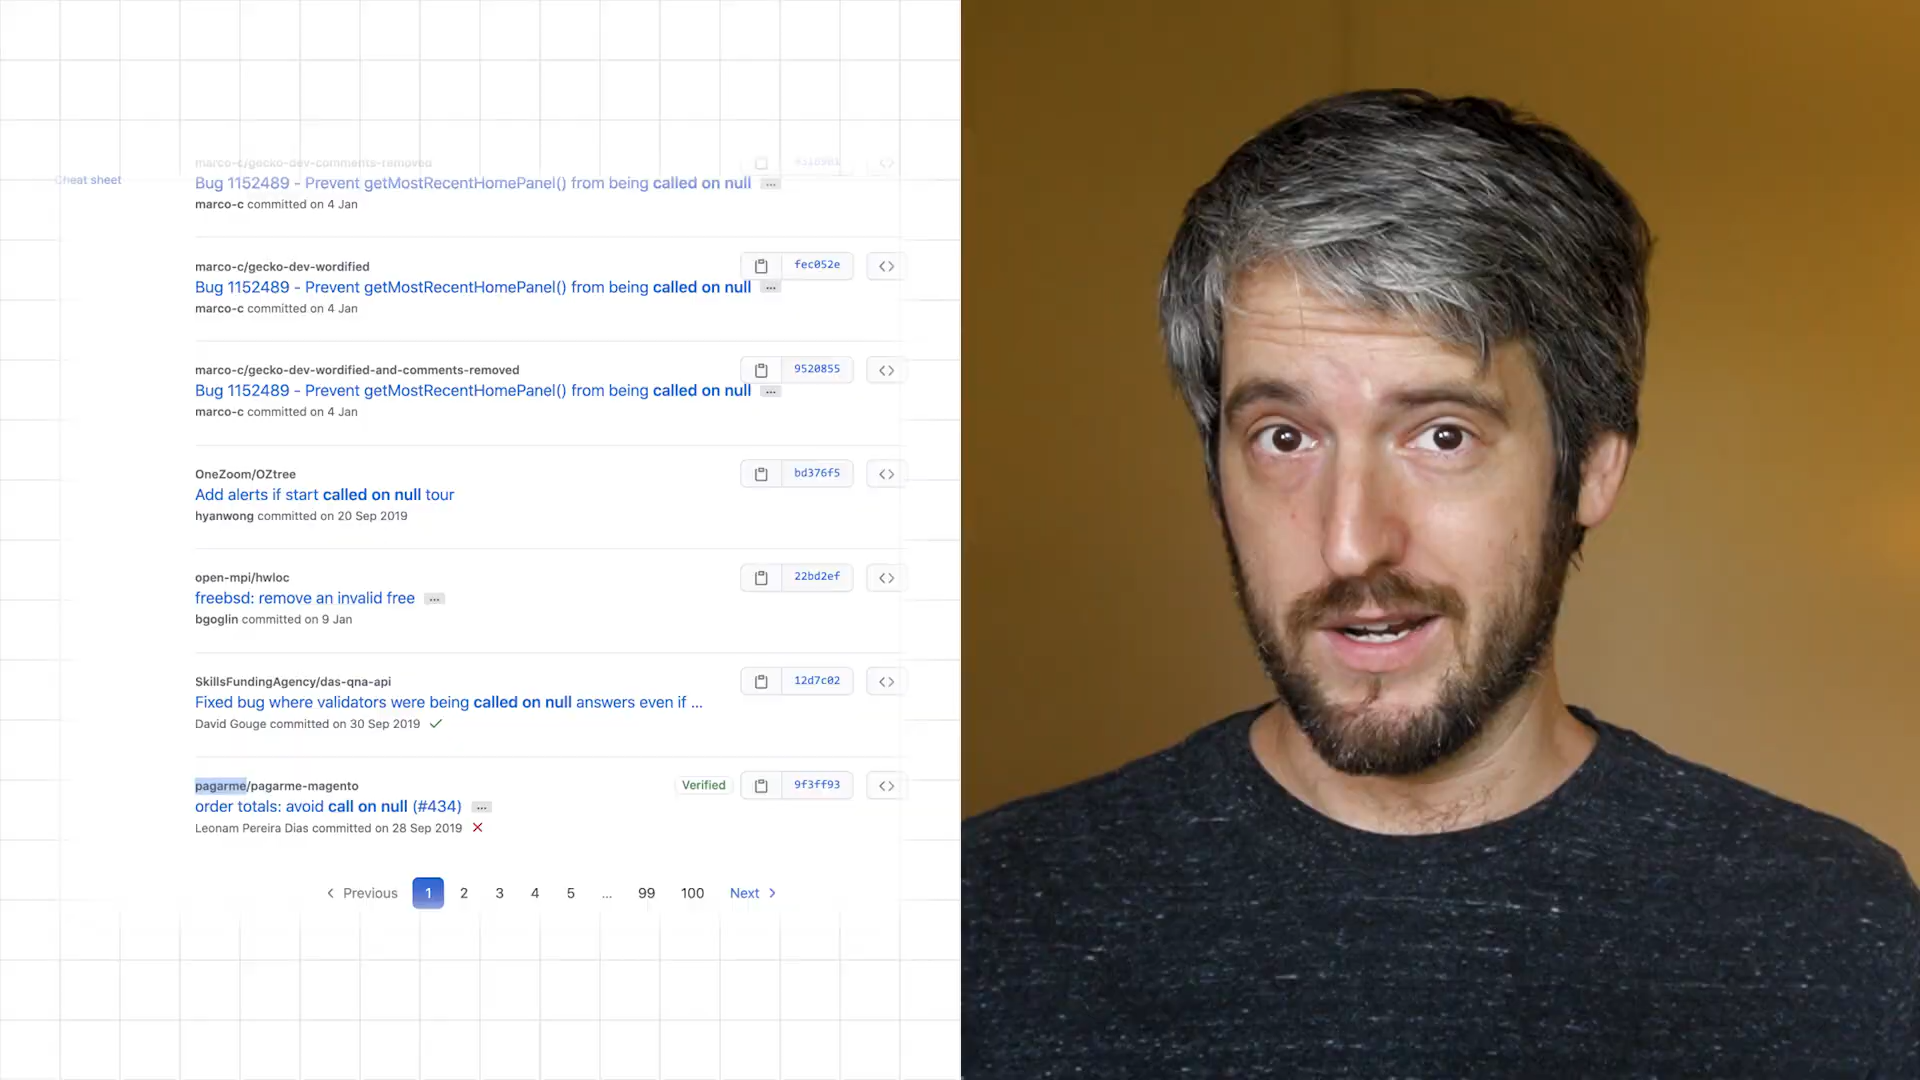 marco-c/gecko-dev-comments-removed
Cheat sheet
Bug 1152489 - Prevent getMostRecentHomePanel() from being called on null ...
marco-c committed on 4 Jan
marco-c/gecko-dev-wordified
fec052e
Bug 1152489 - Prevent getMostRecentHomePanel() from being called on null ...
marco-c committed on 4 Jan
marco-c/gecko-dev-wordified-and-comments-removed
9520855
Bug 1152489 - Prevent getMostRecentHomePanel() from being called on null ...
marco-c committed on 4 Jan
OneZoom/OZtree
bd376f5
Add alerts if start called on null tour
hyanwong committed on 20 Sep 2019
open-mpi/hwloc
22bd2ef
freebsd: remove an invalid free ...
bgoglin committed on 9 Jan
SkillsFundingAgency/das-qna-api
12d7c02
Fixed bug where validators were being called on null answers even if ...
David Gouge committed on 30 Sep 2019
pagarme/pagarme-magento
Verified
9f3ff93
order totals: avoid call on null (#434) ...
Leonam Pereira Dias committed on 28 Sep 2019
< Previous 1 2 3 4 5 ... 99 100 Next >